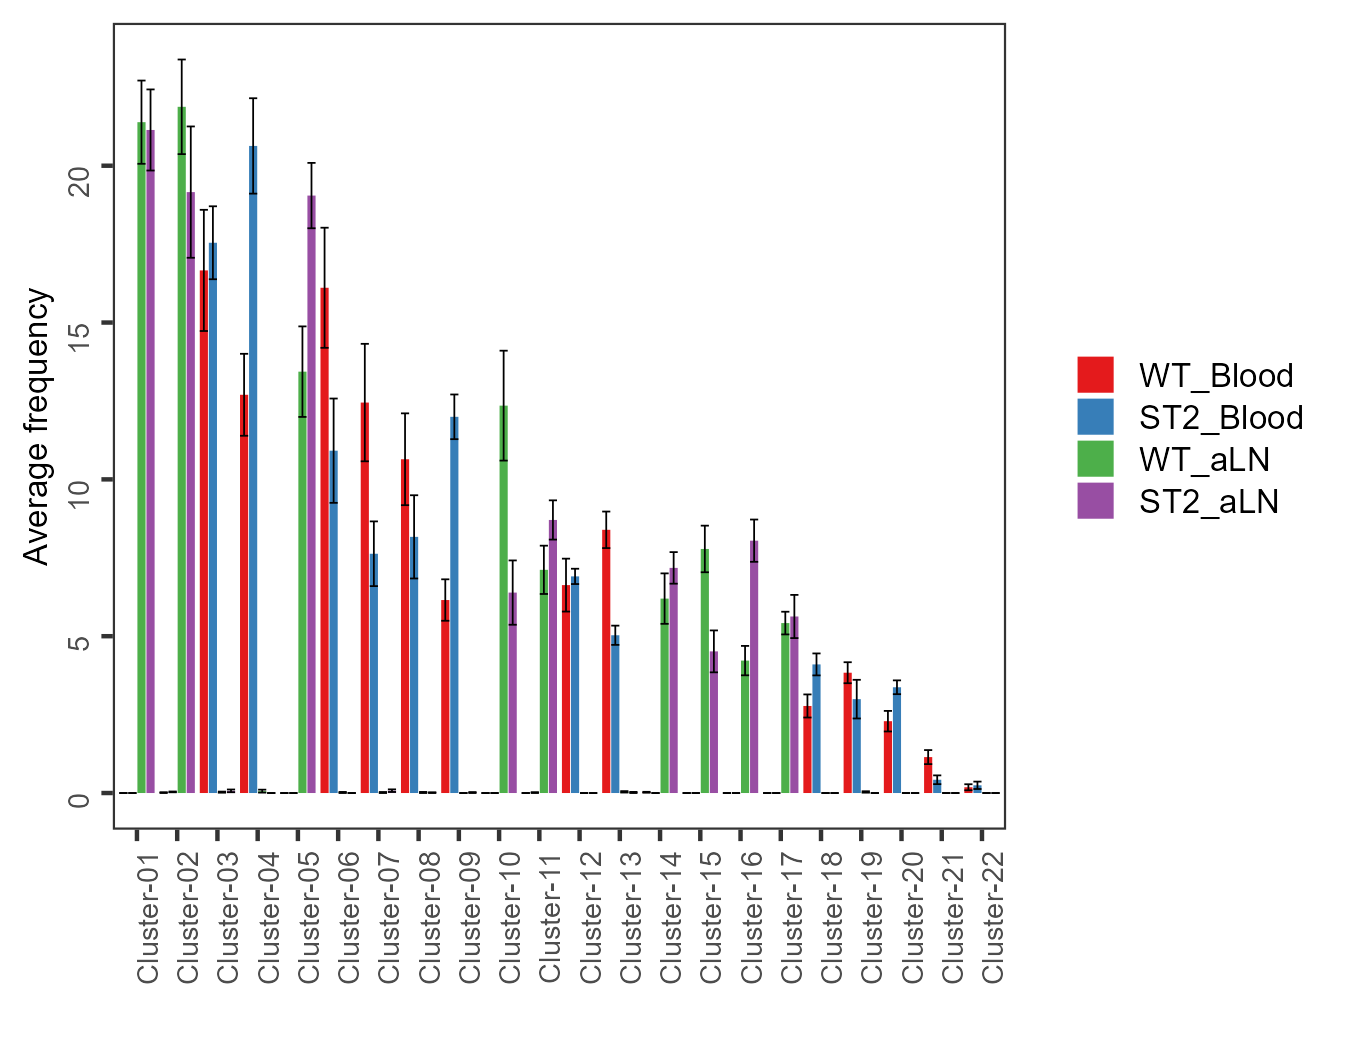 Average frequency
20
15
10
5
0
Cluster-01
Cluster-02
Cluster-03
Cluster-04
Cluster-05
Cluster-06
Cluster-07
Cluster-08
Cluster-09
Cluster-10
Cluster-11
Cluster-12
Cluster-13
Cluster-14
Cluster-15
Cluster-16
Cluster-17
Cluster-18
Cluster-19
Cluster-20
Cluster-21
Cluster-22
WT_Blood
ST2_Blood
WT_aLN
ST2_aLN